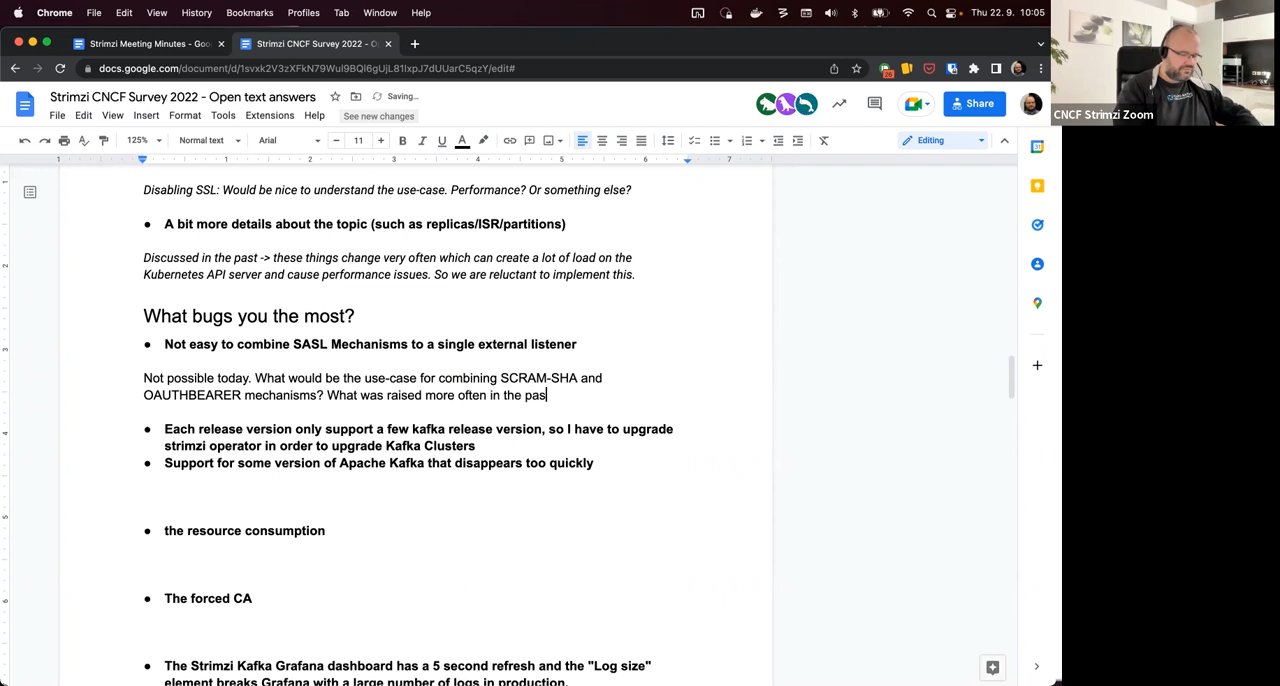 Chrome File Edit View History Bookmarks Profiles Tab Window Help Thu 22. 9. 10:05
Strimzi Meeting Minutes - Goo Strimzi CNCF Survey 2022 - O
docs.google.com/document/d/1svxk2V3zXFkN79Wul9BQI6gUjL81IxpJ7dUUarC5qzY/edit#
26
CNCF Strimzi Zoom
Strimzi CNCF Survey 2022 - Open text answers Saving...
Share
File Edit View Insert Format Tools Extensions Help See new changes
125% Normal text Arial 11 B I U A Editing
1 1 2 3 4 5 6 7
Disabling SSL: Would be nice to understand the use-case. Performance? Or something else?
A bit more details about the topic (such as replicas/ISR/partitions)
Discussed in the past -> these things change very often which can create a lot of load on the
Kubernetes API server and cause performance issues. So we are reluctant to implement this.
What bugs you the most?
Not easy to combine SASL Mechanisms to a single external listener
Not possible today. What would be the use-case for combining SCRAM-SHA and
OAUTHBEARER mechanisms? What was raised more often in the pas
Each release version only support a few kafka release version, so I have to upgrade
strimzi operator in order to upgrade Kafka Clusters
Support for some version of Apache Kafka that disappears too quickly
the resource consumption
The forced CA
The Strimzi Kafka Grafana dashboard has a 5 second refresh and the "Log size"
element breaks Grafana with a large number of logs in production.